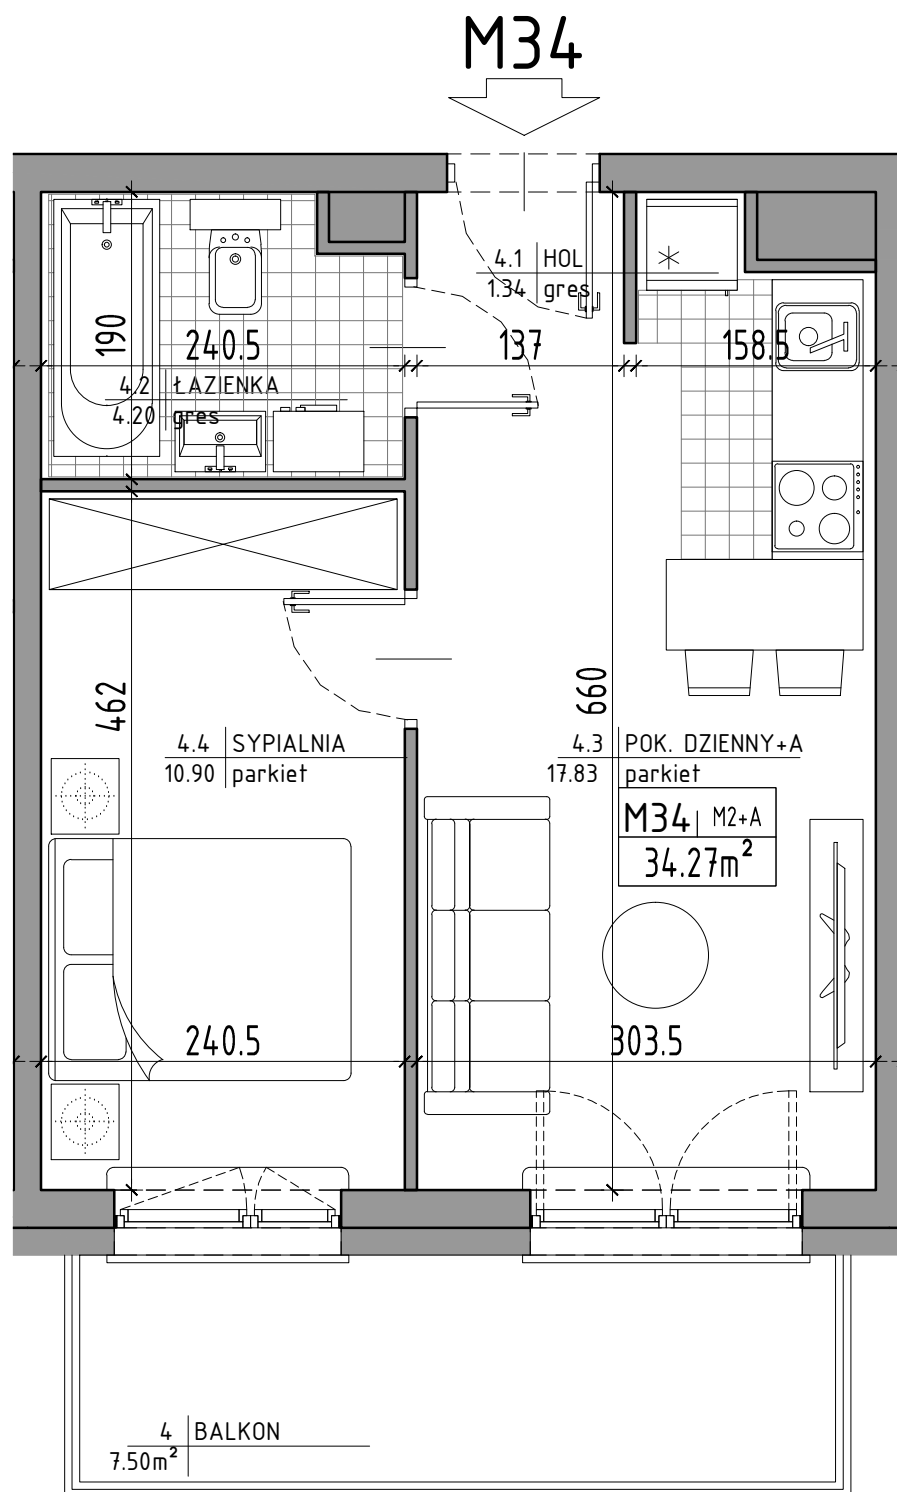 M34
4.1 HOL
1.34 gres
190
240.5
137
158.5
4.2 ŁAZIENKA
4.20 gres
462
660
4.4 SYPIALNIA
10.90 parkiet
4.3 POK. DZIENNY+A
17.83 parkiet
M34 M2+A
34.27m²
240.5
303.5
4 BALKON
7.50m²